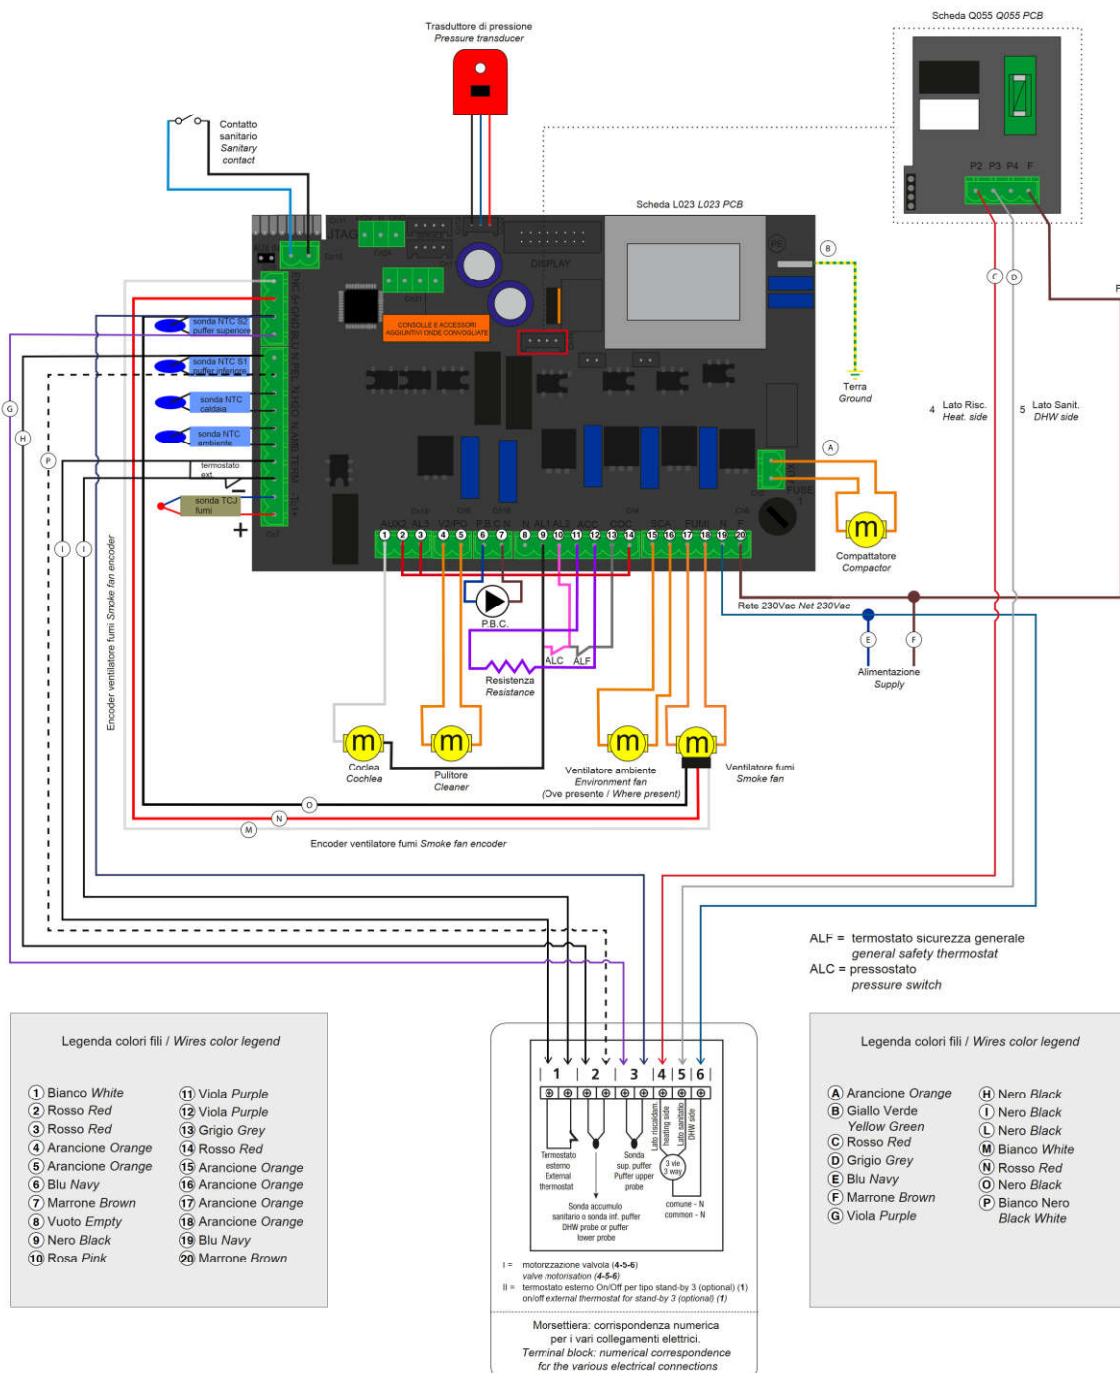 Scheda Q055 Q055 PCB
Trasduttore di pressione
Pressure transducer
Contatto
sanitario
Sanitary
contact
P2 P3 P4 F
Scheda L023 L023 PCB
JTAG
AUX IN
DISPLAY
PE
B
CONSOLLE E ACCESSORI
AGGIUNTIVI ONDE CONVOGLIATE
sonda NTC S2
puffer superiore
sonda NTC S1
puffer inferiore
sonda NTC
caldaia
sonda NTC
ambiente
termostato
ext
sonda TCJ
fumi
- +
Terra
Ground
C D
4 Lato Risc.
Heat. side
5 Lato Sanit.
DHW side
G H P I I
A
FUSE
1
m
Compattatore
Compactor
AUX2 AL3 V2/PO P.B.C N N AL1 AL2 ACC COC SCA FUMI N F
1 2 3 4 5 6 7 8 9 10 11 12 13 14 15 16 17 18 19 20
P.B.C.
Rete 230Vac Net 230Vac
E F
Alimentazione
Supply
ALC ALF
Resistenza
Resistance
Encoder ventilatore fumi Smoke fan encoder
m
Coclea
Cochlea
m
Pulitore
Cleaner
m
Ventilatore ambiente
Environment fan
(Ove presente / Where present)
m
Ventilatore fumi
Smoke fan
O
N
M
Encoder ventilatore fumi Smoke fan encoder
ALF = termostato sicurezza generale
general safety thermostat
ALC = pressostato
pressure switch
Legenda colori fili / Wires color legend
1 Bianco White
2 Rosso Red
3 Rosso Red
4 Arancione Orange
5 Arancione Orange
6 Blu Navy
7 Marrone Brown
8 Vuoto Empty
9 Nero Black
10 Rosa Pink
11 Viola Purple
12 Viola Purple
13 Grigio Grey
14 Rosso Red
15 Arancione Orange
16 Arancione Orange
17 Arancione Orange
18 Arancione Orange
19 Blu Navy
20 Marrone Brown
1 2 3 4 5 6
Termostato
esterno
External
thermostat
Sonda
sup. puffer
Puffer upper
probe
Lato riscaldam.
heating side
Lato sanitatio
DHW side
3 vie
3 way
Sonda accumulo
sanitario o sonda inf. puffer
DHW probe or puffer
lower probe
comune - N
common - N
I = motorizzazione valvola (4-5-6)
valve motorisation (4-5-6)
II = termostato esterno On/Off per tipo stand-by 3 (optional) (1)
on/off external thermostat for stand-by 3 (optional) (1)
Morsettiera: corrispondenza numerica
per i vari collegamenti elettrici.
Terminal block: numerical correspondence
for the various electrical connections
Legenda colori fili / Wires color legend
A Arancione Orange
B Giallo Verde
Yellow Green
C Rosso Red
D Grigio Grey
E Blu Navy
F Marrone Brown
G Viola Purple
H Nero Black
I Nero Black
L Nero Black
M Bianco White
N Rosso Red
O Nero Black
P Bianco Nero
Black White